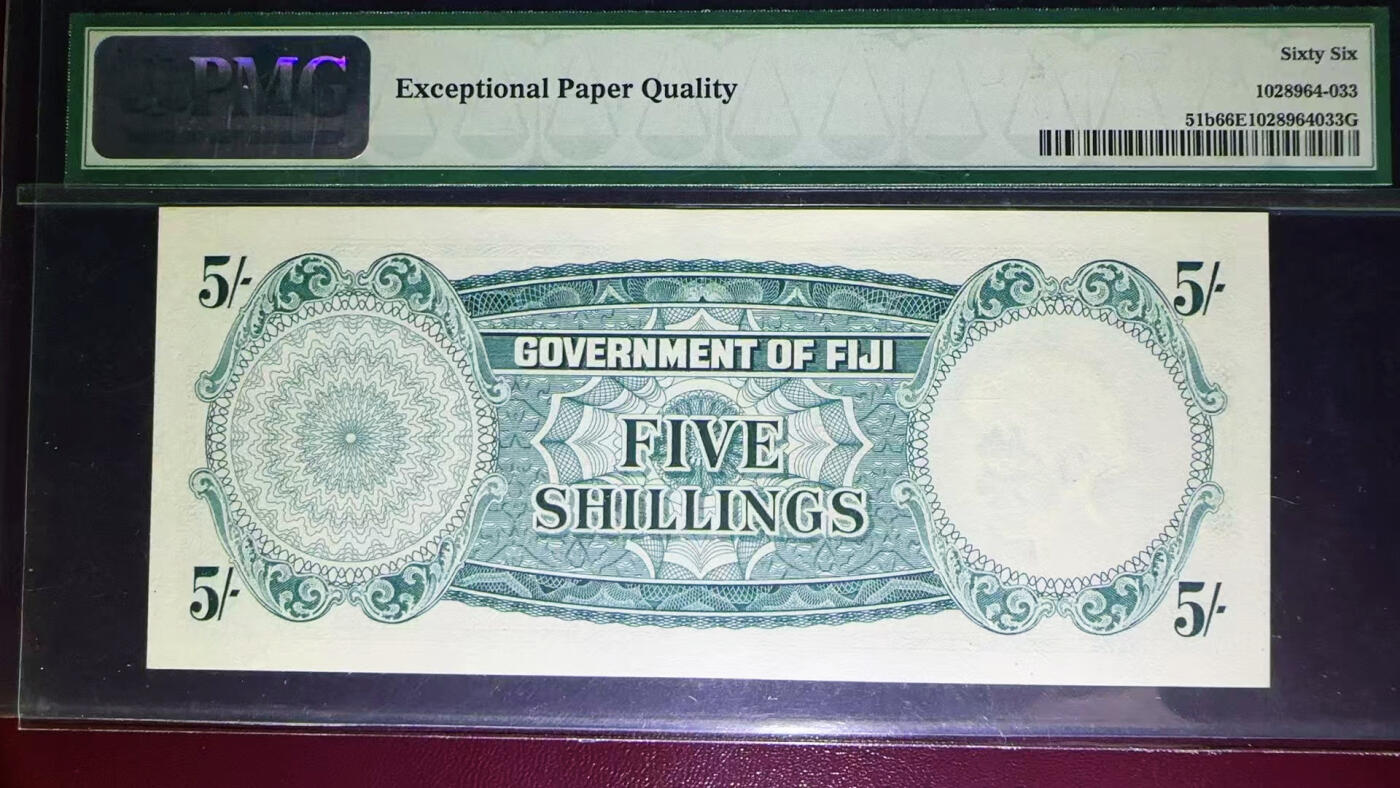 PMG
Exceptional Paper Quality
Sixty Six
1028964-033
51b66E1028964033G
5/-
5/-
GOVERNMENT OF FIJI
FIVE
SHILLINGS
5/-
5/-